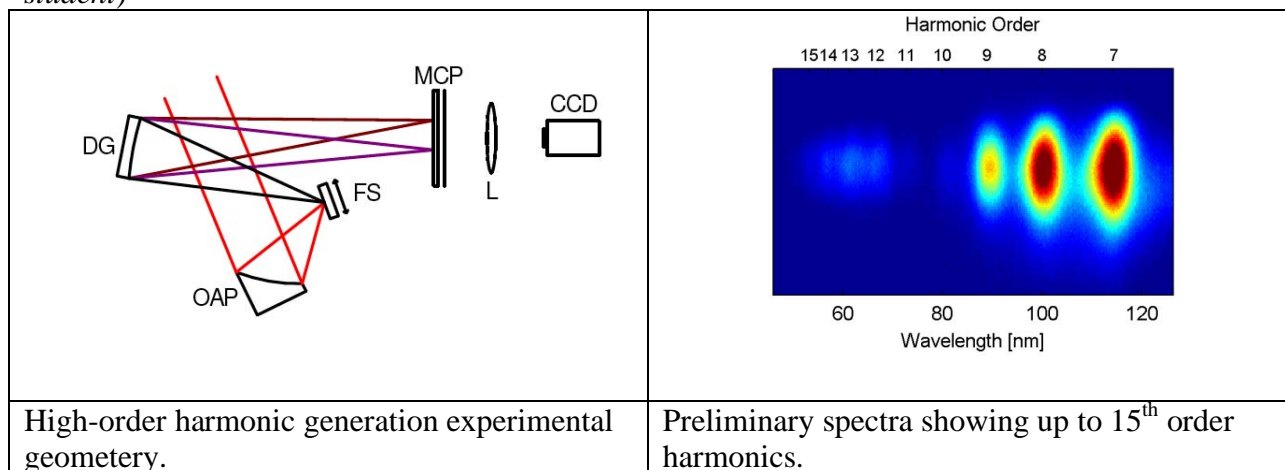 student)
MCP
CCD
DG
FS
L
OAP
Harmonic Order
15 14 13 12 11 10 9 8 7
60 80 100 120
Wavelength [nm]
High-order harmonic generation experimental
geometery.
Preliminary spectra showing up to 15th order
harmonics.